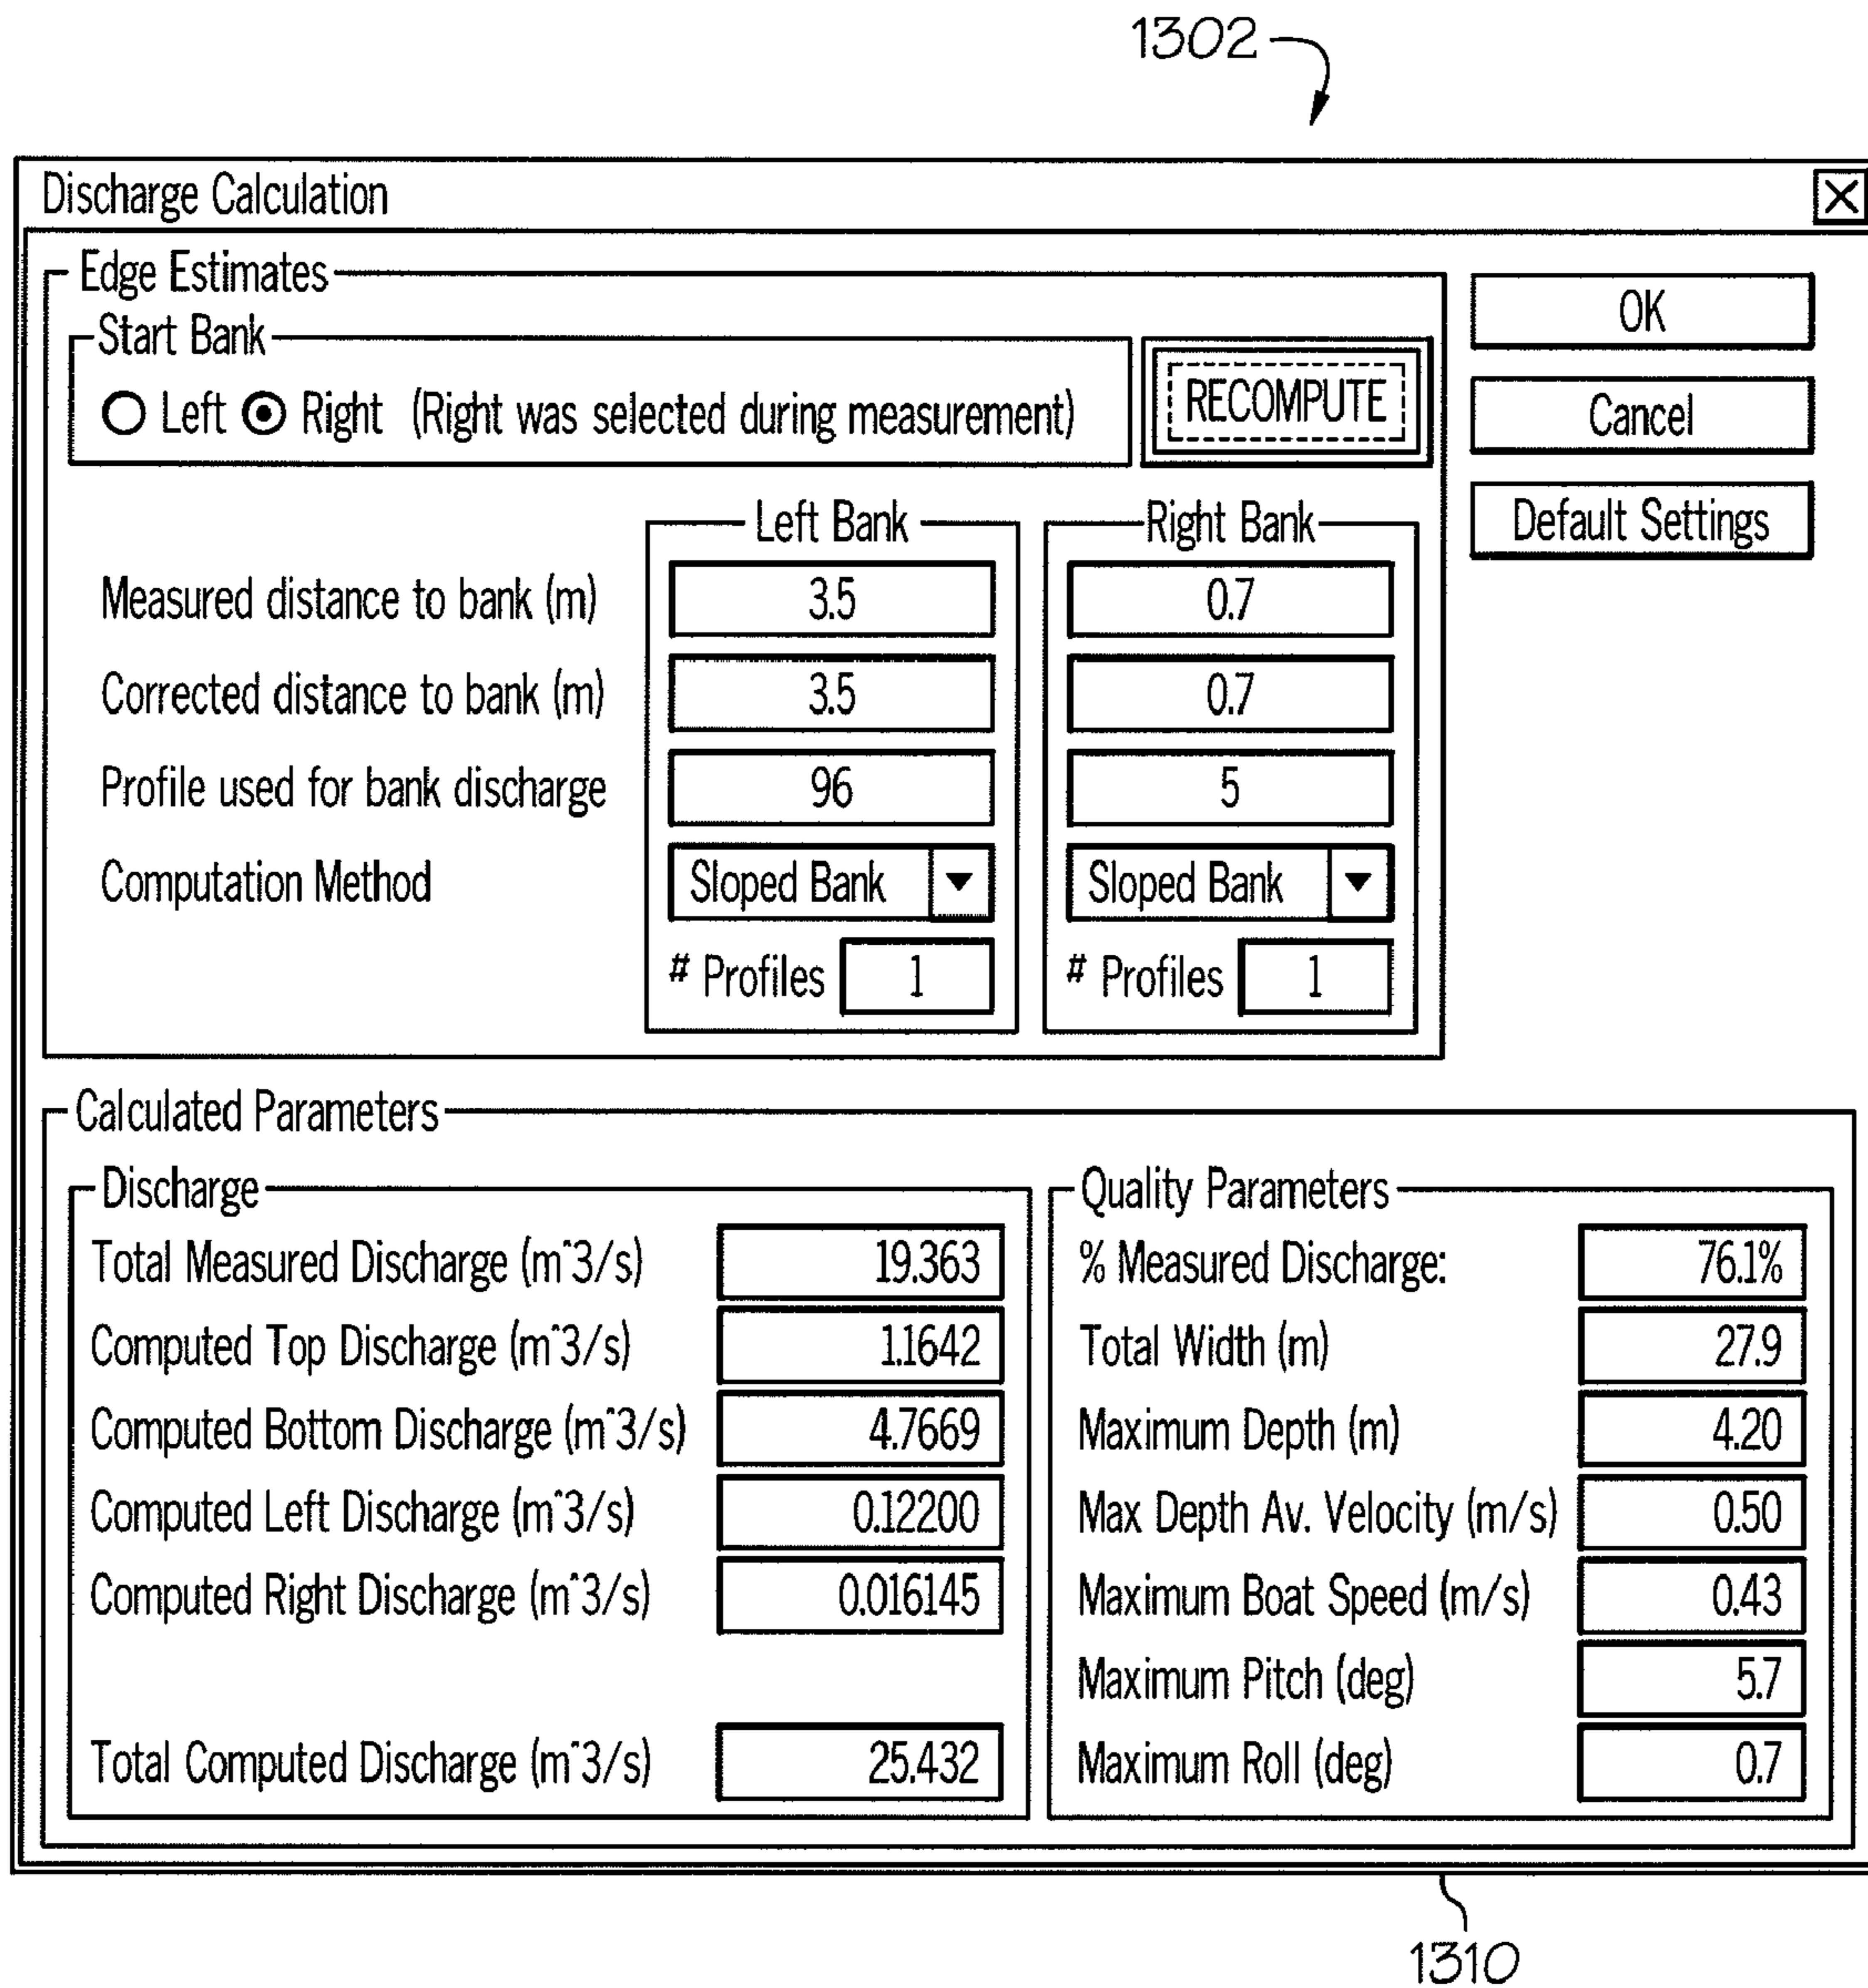 1302
Discharge Calculation
Edge Estimates
OK
Start Bank
Left Right (Right was selected during measurement)
RECOMPUTE
Cancel
Default Settings
Left Bank Right Bank
Measured distance to bank (m) 3.5 0.7
Corrected distance to bank (m) 3.5 0.7
Profile used for bank discharge 96 5
Computation Method Sloped Bank Sloped Bank
# Profiles 1 # Profiles 1
Calculated Parameters
Discharge
Total Measured Discharge (m^3/s) 19.363
Computed Top Discharge (m^3/s) 1.1642
Computed Bottom Discharge (m^3/s) 4.7669
Computed Left Discharge (m^3/s) 0.12200
Computed Right Discharge (m^3/s) 0.016145
Total Computed Discharge (m^3/s) 25.432
Quality Parameters
% Measured Discharge: 76.1%
Total Width (m) 27.9
Maximum Depth (m) 4.20
Max Depth Av. Velocity (m/s) 0.50
Maximum Boat Speed (m/s) 0.43
Maximum Pitch (deg) 5.7
Maximum Roll (deg) 0.7
1310